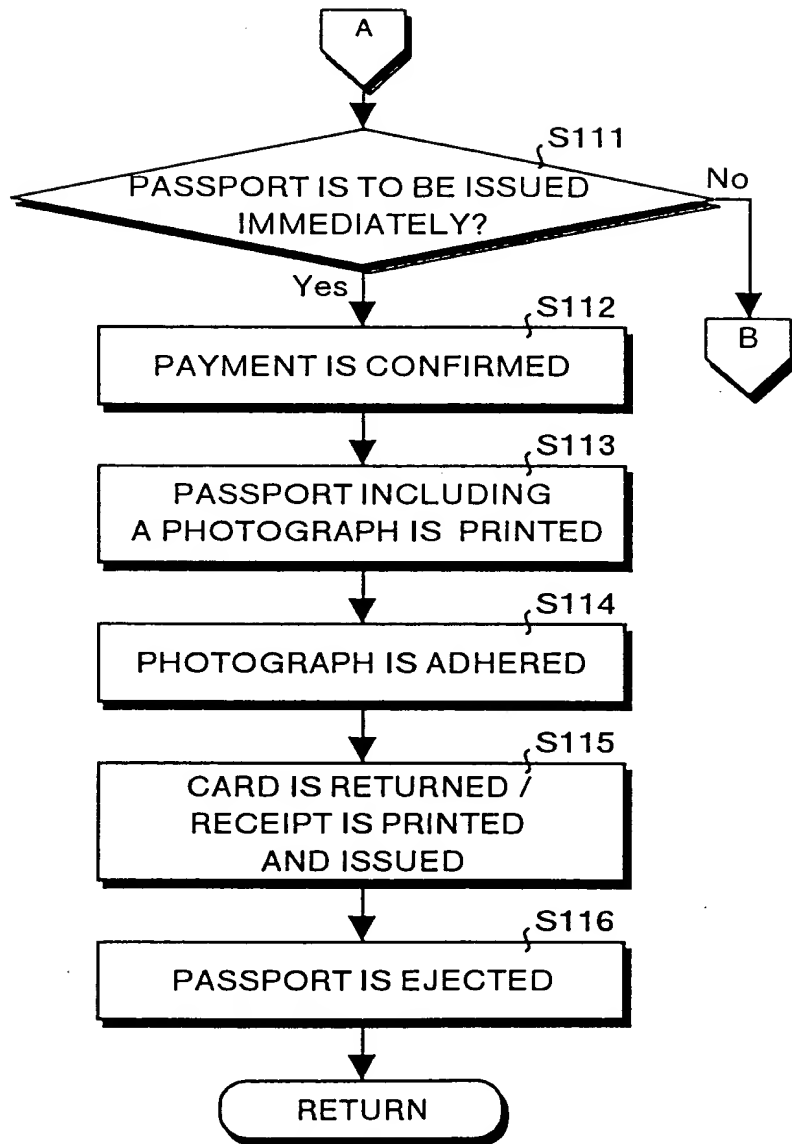 A
S111
PASSPORT IS TO BE ISSUED
IMMEDIATELY?
No
Yes
B
S112
PAYMENT IS CONFIRMED
S113
PASSPORT INCLUDING
A PHOTOGRAPH IS PRINTED
S114
PHOTOGRAPH IS ADHERED
S115
CARD IS RETURNED /
RECEIPT IS PRINTED
AND ISSUED
S116
PASSPORT IS EJECTED
RETURN